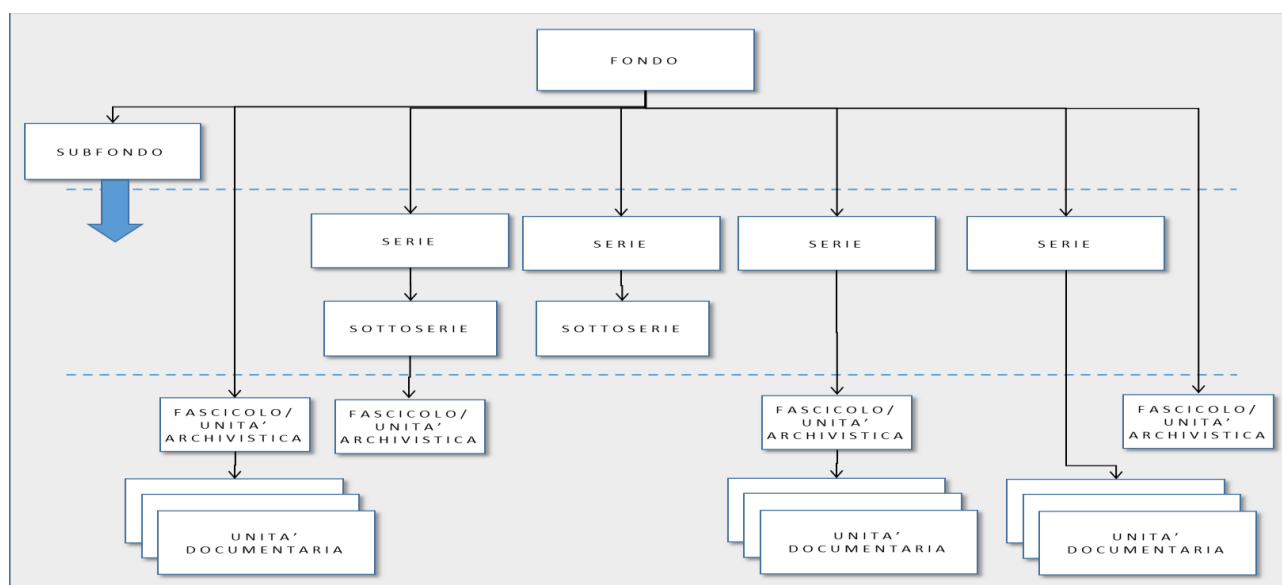 FONDO
SUBFONDO
SERIE
SERIE
SERIE
SERIE
SOTTOSERIE
SOTTOSERIE
FASCICOLO/
UNITA’
ARCHIVISTICA
FASCICOLO/
UNITA’
ARCHIVISTICA
FASCICOLO/
UNITA’
ARCHIVISTICA
FASCICOLO/
UNITA’
ARCHIVISTICA
UNITA’
DOCUMENTARIA
UNITA’
DOCUMENTARIA
UNITA’
DOCUMENTARIA